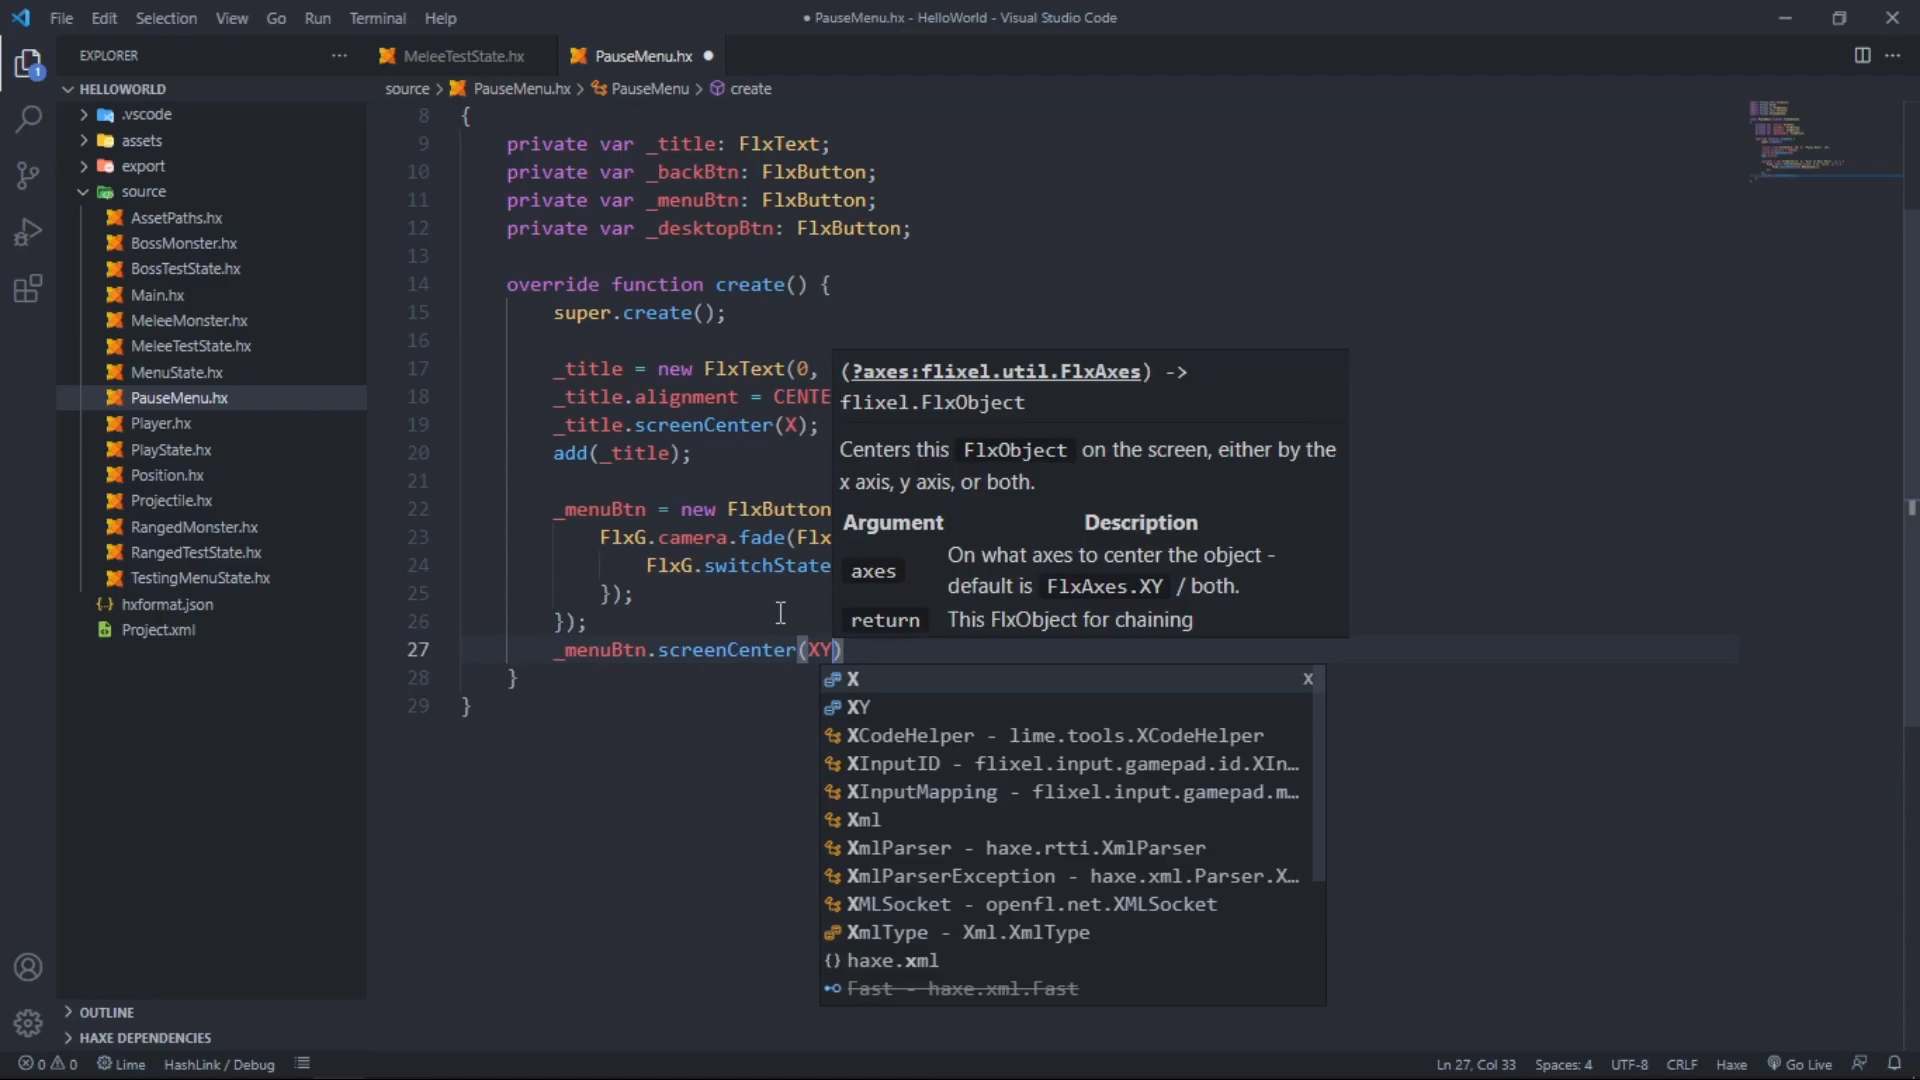 File Edit Selection View Go Run Terminal Help
● PauseMenu.hx - HelloWorld - Visual Studio Code
EXPLORER
MeleeTestState.hx
PauseMenu.hx
1
HELLOWORLD
source > PauseMenu.hx > PauseMenu > create
.vscode
assets
export
source
AssetPaths.hx
BossMonster.hx
BossTestState.hx
Main.hx
MeleeMonster.hx
MeleeTestState.hx
MenuState.hx
PauseMenu.hx
Player.hx
PlayState.hx
Position.hx
Projectile.hx
RangedMonster.hx
RangedTestState.hx
TestingMenuState.hx
hxformat.json
Project.xml
OUTLINE
HAXE DEPENDENCIES
8 {
9 private var _title: FlxText;
10 private var _backBtn: FlxButton;
11 private var _menuBtn: FlxButton;
12 private var _desktopBtn: FlxButton;
13
14 override function create() {
15 super.create();
16
17 _title = new FlxText(0,
18 _title.alignment = CENTE
19 _title.screenCenter(X);
20 add(_title);
21
22 _menuBtn = new FlxButton
23 FlxG.camera.fade(Flx
24 FlxG.switchState
25 });
26 });
27 _menuBtn.screenCenter(XY)
28 }
29 }
(?axes:flixel.util.FlxAxes) ->
flixel.FlxObject
Centers this FlxObject on the screen, either by the
x axis, y axis, or both.
Argument Description
axes On what axes to center the object -
default is FlxAxes.XY / both.
return This FlxObject for chaining
X X
XY
XCodeHelper - lime.tools.XCodeHelper
XInputID - flixel.input.gamepad.id.XIn...
XInputMapping - flixel.input.gamepad.m...
Xml
XmlParser - haxe.rtti.XmlParser
XmlParserException - haxe.xml.Parser.X...
XMLSocket - openfl.net.XMLSocket
XmlType - Xml.XmlType
{} haxe.xml
Fast - haxe.xml.Fast
0 0 Lime HashLink / Debug
Ln 27, Col 33 Spaces: 4 UTF-8 CRLF Haxe Go Live